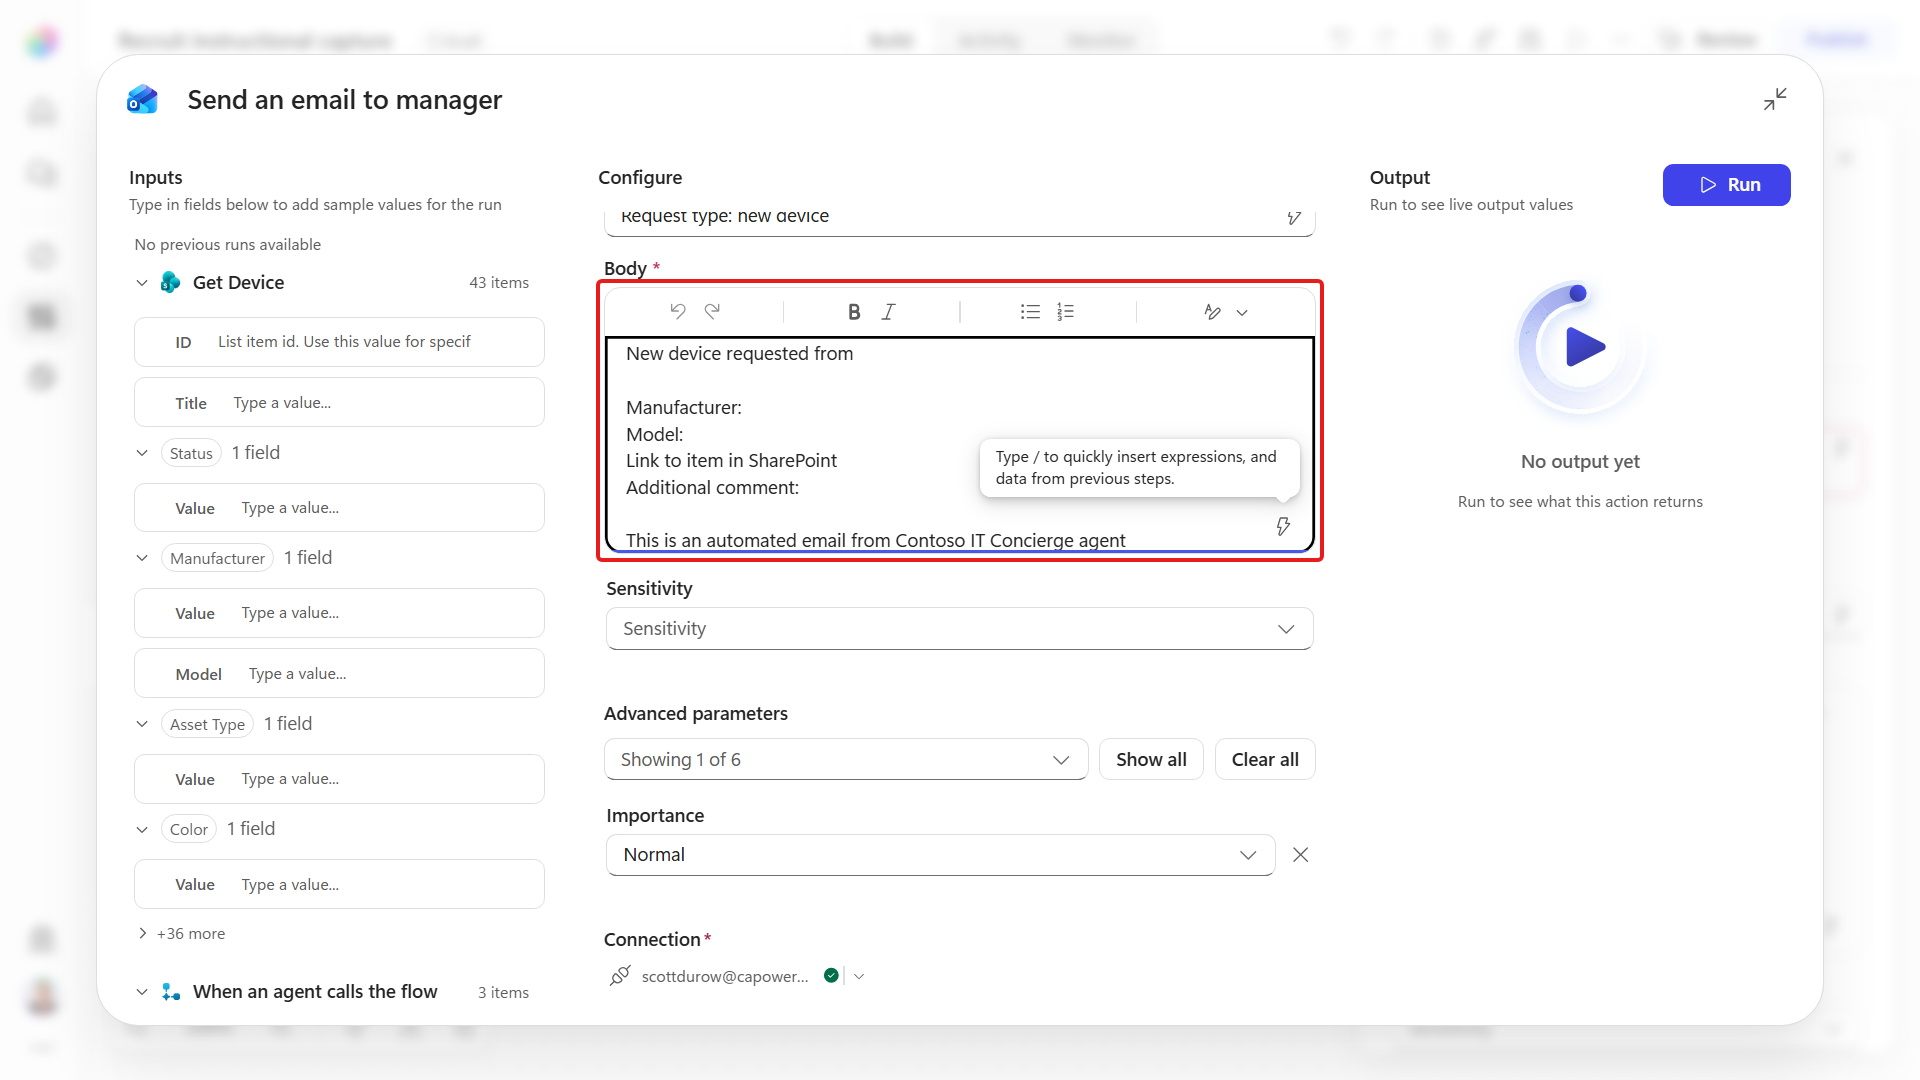 Send an email to manager
Inputs
Type in fields below to add sample values for the run
No previous runs available
Get Device
43 items
ID
List item id. Use this value for specif
Title
Type a value...
Status
1 field
Value
Type a value...
Manufacturer
1 field
Value
Type a value...
Model
Type a value...
Asset Type
1 field
Value
Type a value...
Color
1 field
Value
Type a value...
+36 more
When an agent calls the flow
3 items
Configure
Request type: new device
Body *
New device requested from
Manufacturer:
Model:
Link to item in SharePoint
Additional comment:
This is an automated email from Contoso IT Concierge agent
Type / to quickly insert expressions, and
data from previous steps.
Sensitivity
Sensitivity
Advanced parameters
Showing 1 of 6
Show all
Clear all
Importance
Normal
Connection *
scottdurow@capower...
Output
Run to see live output values
Run
No output yet
Run to see what this action returns